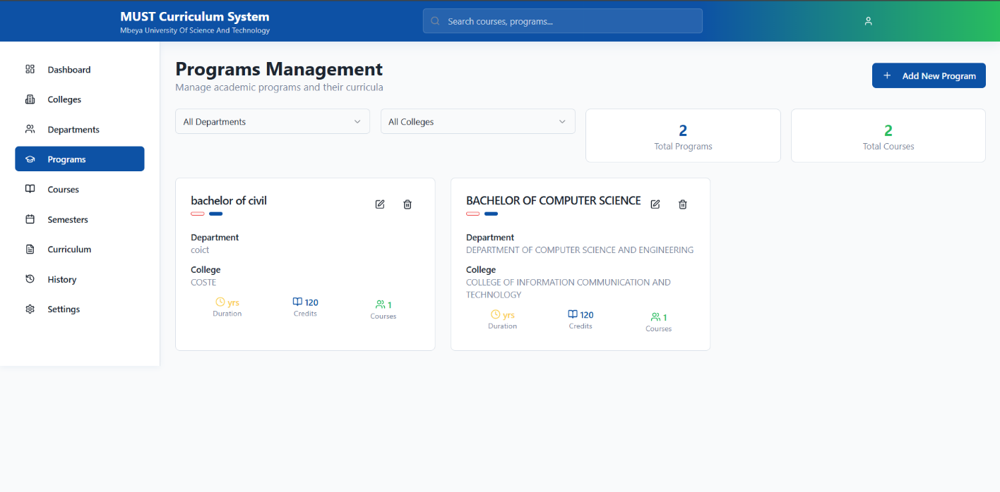 MUST Curriculum System
Mbeya University Of Science And Technology
Search courses, programs...
Dashboard
Colleges
Departments
Programs
Courses
Semesters
Curriculum
History
Settings
Programs Management
Manage academic programs and their curricula
Add New Program
All Departments
All Colleges
2
Total Programs
2
Total Courses
bachelor of civil
Department
coict
College
COSTE
yrs
Duration
120
Credits
1
Courses
BACHELOR OF COMPUTER SCIENCE
Department
DEPARTMENT OF COMPUTER SCIENCE AND ENGINEERING
College
COLLEGE OF INFORMATION COMMUNICATION AND
TECHNOLOGY
yrs
Duration
120
Credits
1
Courses